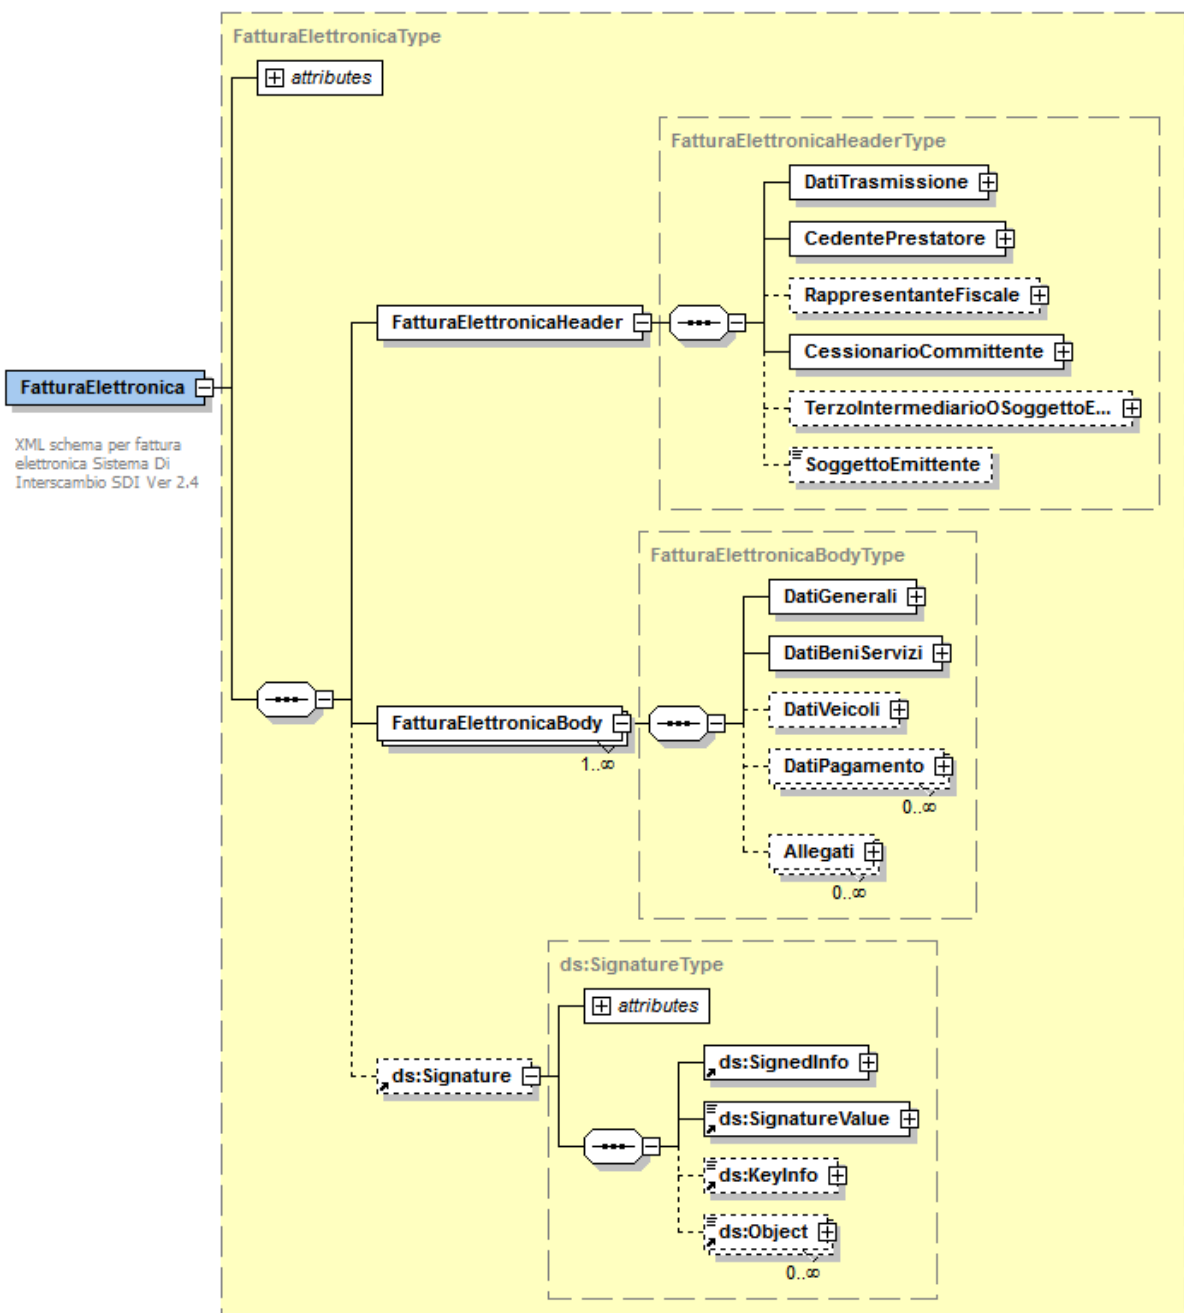 FatturaElettronicaType
attributes
FatturaElettronicaHeaderType
DatiTrasmissione
CedentePrestatore
RappresentanteFiscale
FatturaElettronicaHeader
CessionarioCommittente
FatturaElettronica
TerzoIntermediarioOSoggettoE...
XML schema per fattura
elettronica Sistema Di
Interscambio SDI Ver 2.4
SoggettoEmittente
FatturaElettronicaBodyType
DatiGenerali
DatiBeniServizi
DatiVeicoli
FatturaElettronicaBody
1..∞
DatiPagamento
0..∞
Allegati
0..∞
ds:SignatureType
attributes
ds:Signature
ds:SignedInfo
ds:SignatureValue
ds:KeyInfo
ds:Object
0..∞